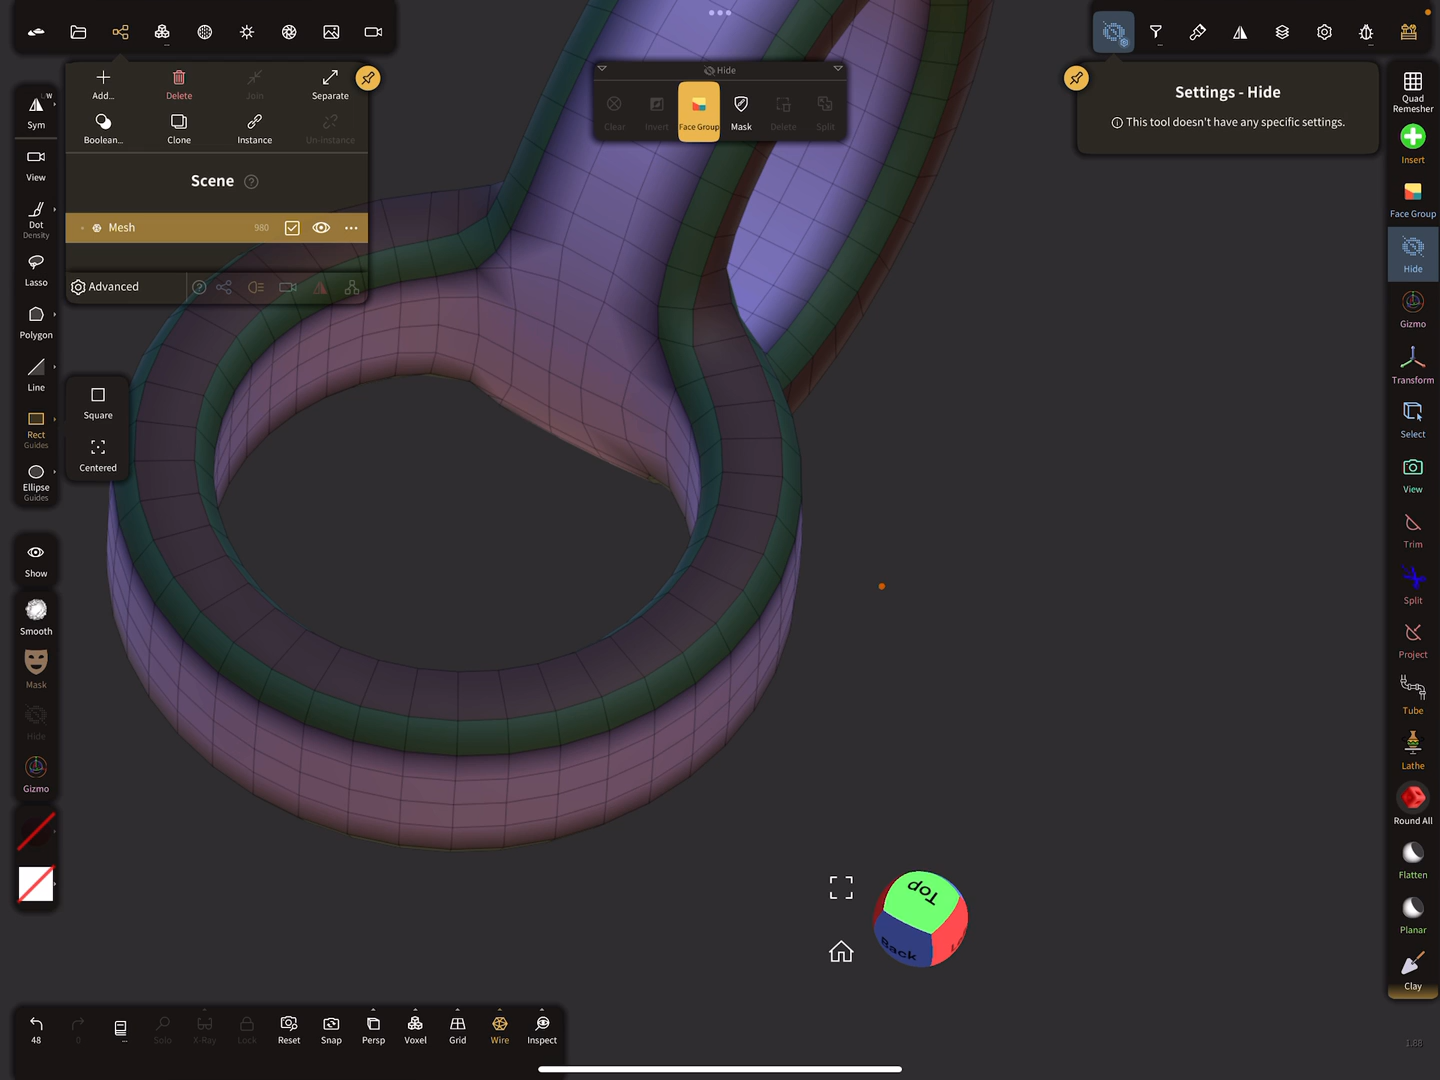 Add...
Delete
Join
Separate
Boolean...
Clone
Instance
Un-Instance
Scene
Mesh
980
Advanced
W
Sym
View
Dot
Density
Lasso
Polygon
Line
Rect
Guides
Ellipse
Guides
Square
Centered
Show
Smooth
Mask
Hide
Gizmo
Hide
Clear
Invert
Face Group
Mask
Delete
Split
Settings - Hide
This tool doesn't have any specific settings.
Quad
Remesher
Insert
Face Group
Hide
Gizmo
Transform
Select
View
Trim
Split
Project
Tube
Lathe
Round All
Flatten
Planar
Clay
Top
Back
48
0
...
Solo
X-Ray
Lock
Reset
Snap
Persp
Voxel
Grid
Wire
Inspect
1.88